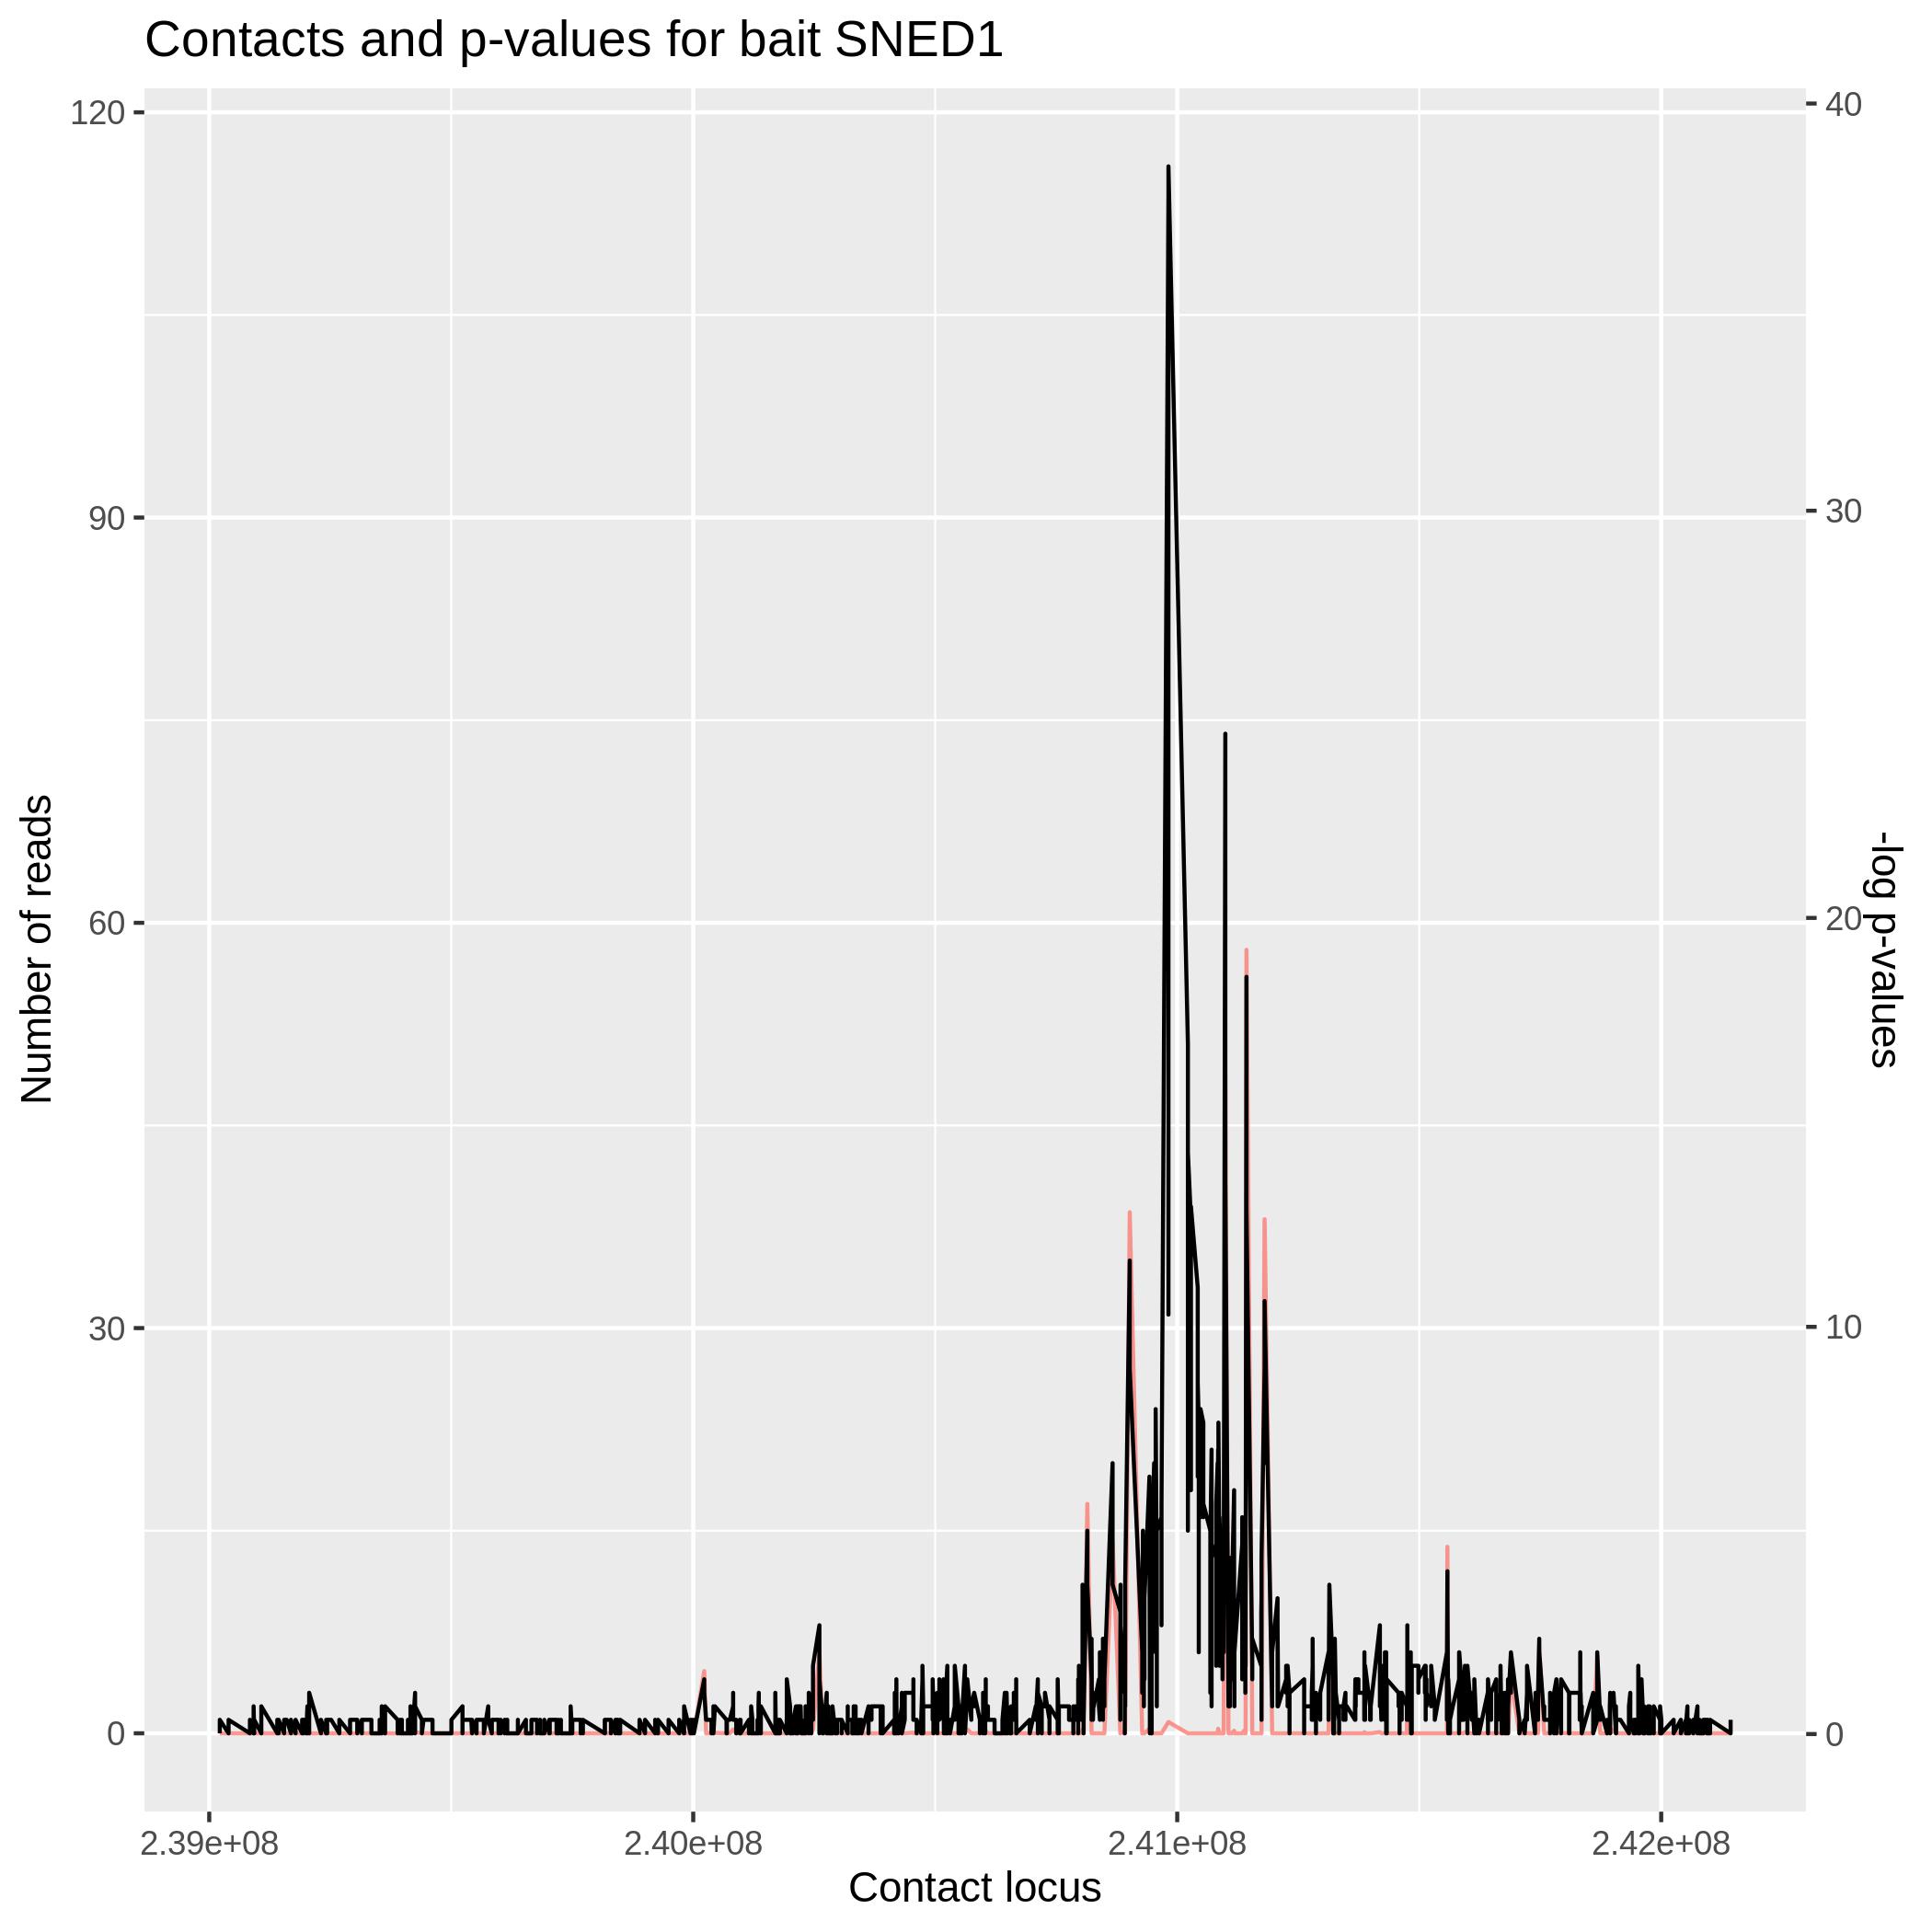 Contacts and p-values for bait SNED1
120
90
60
30
0
Number of reads
40
30
20
10
0
-log p-values
2.39e+08 2.40e+08 2.41e+08 2.42e+08
Contact locus